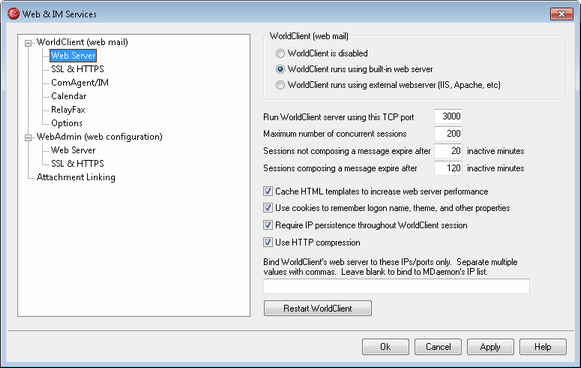 Web & IM Services
WorldClient (web mail)
Web Server
SSL & HTTPS
ComAgent/IM
Calendar
RelayFax
Options
WebAdmin (web configuration)
Web Server
SSL & HTTPS
Attachment Linking
WorldClient (web mail)
WorldClient is disabled
WorldClient runs using built-in web server
WorldClient runs using external webserver (IIS, Apache, etc)
Run WorldClient server using this TCP port 3000
Maximum number of concurrent sessions 200
Sessions not composing a message expire after 20 inactive minutes
Sessions composing a message expire after 120 inactive minutes
Cache HTML templates to increase web server performance
Use cookies to remember logon name, theme, and other properties
Require IP persistence throughout WorldClient session
Use HTTP compression
Bind WorldClient's web server to these IPs/ports only. Separate multiple
values with commas. Leave blank to bind to MDaemon's IP list.
Restart WorldClient
Ok Cancel Apply Help